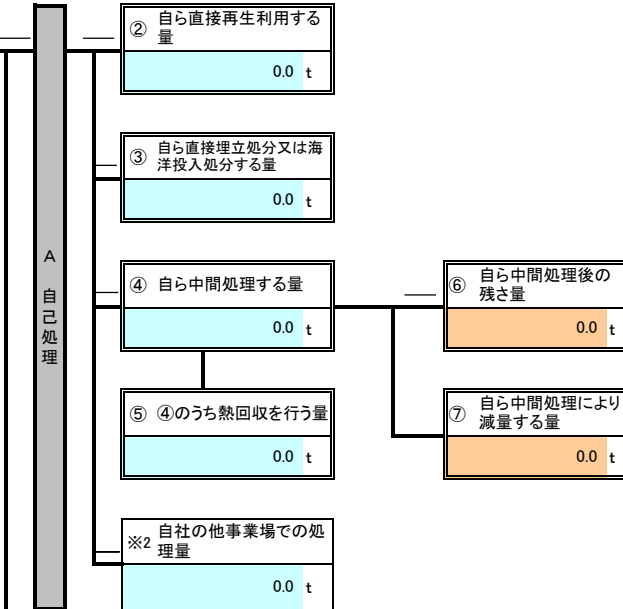 ② 自ら直接再生利用する
量
0.0 t
③ 自ら直接埋立処分又は海
洋投入処分する量
0.0 t
A
自
己
処
理
④ 自ら中間処理する量
0.0 t
⑥ 自ら中間処理後の
残さ量
0.0 t
⑤ ④のうち熱回収を行う量
0.0 t
⑦ 自ら中間処理により
減量する量
0.0 t
※2 自社の他事業場での処
理量
0.0 t